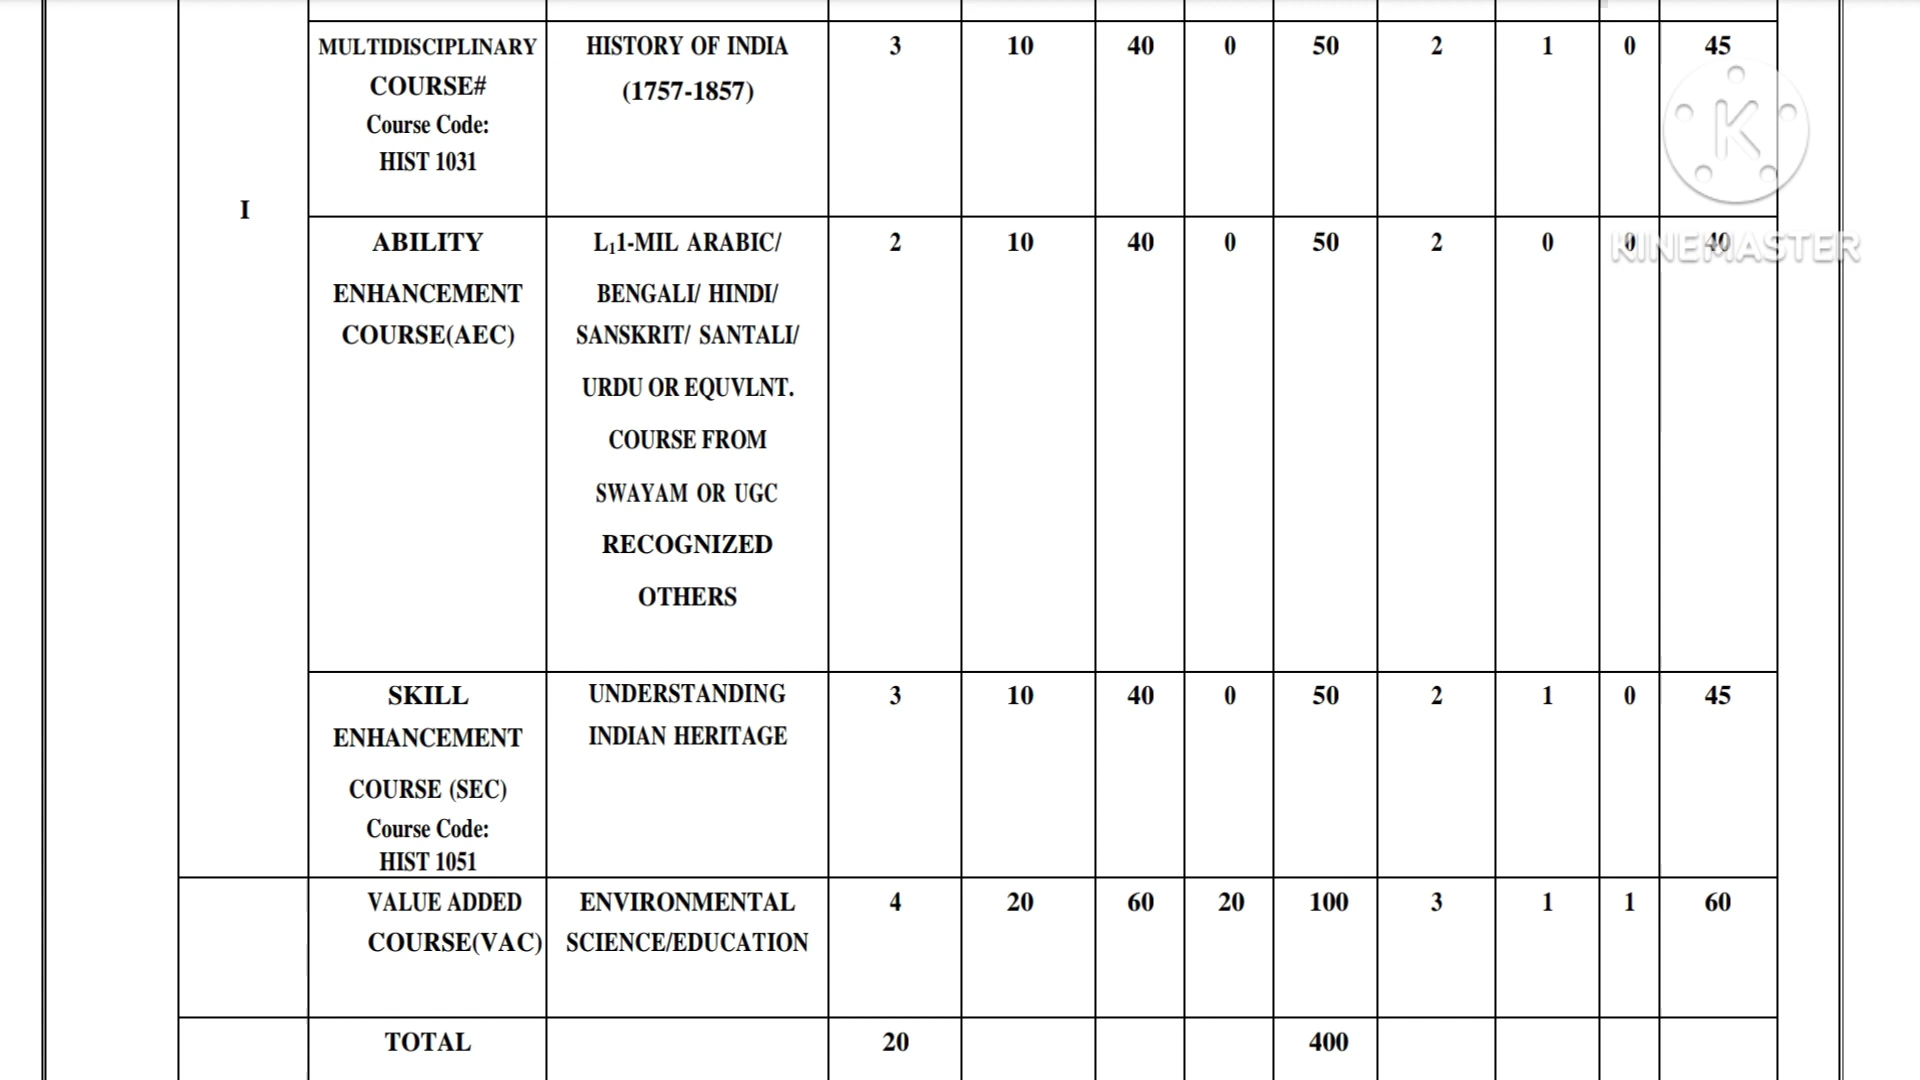 MULTIDISCIPLINARY HISTORY OF INDIA 3 10 40 0 50 2 1 0 45
COURSE# (1757-1857)
Course Code:
HIST 1031
I
ABILITY L₁1-MIL ARABIC/ 2 10 40 0 50 2 0 0 40
KINEMASTER
ENHANCEMENT BENGALI/ HINDI/
COURSE(AEC) SANSKRIT/ SANTALI/
URDU OR EQUVLNT.
COURSE FROM
SWAYAM OR UGC
RECOGNIZED
OTHERS
SKILL UNDERSTANDING 3 10 40 0 50 2 1 0 45
ENHANCEMENT INDIAN HERITAGE
COURSE (SEC)
Course Code:
HIST 1051
VALUE ADDED ENVIRONMENTAL 4 20 60 20 100 3 1 1 60
COURSE(VAC) SCIENCE/EDUCATION
TOTAL 20 400